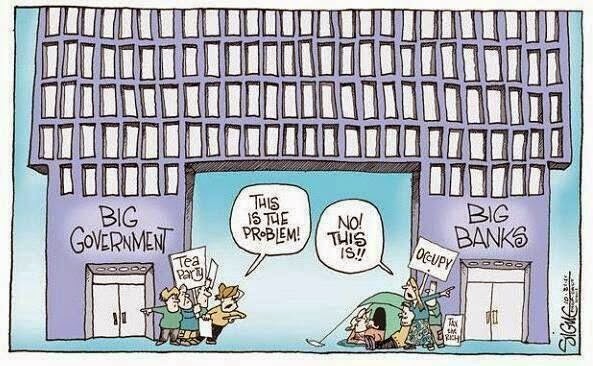 BIG
GOVERNMENT
Tea
Party
THIS
IS THE
PROBLEM!
NO!
THIS
IS!!
OCCUPY
BIG
BANKS
TAX
the
RICH!
SIGNE